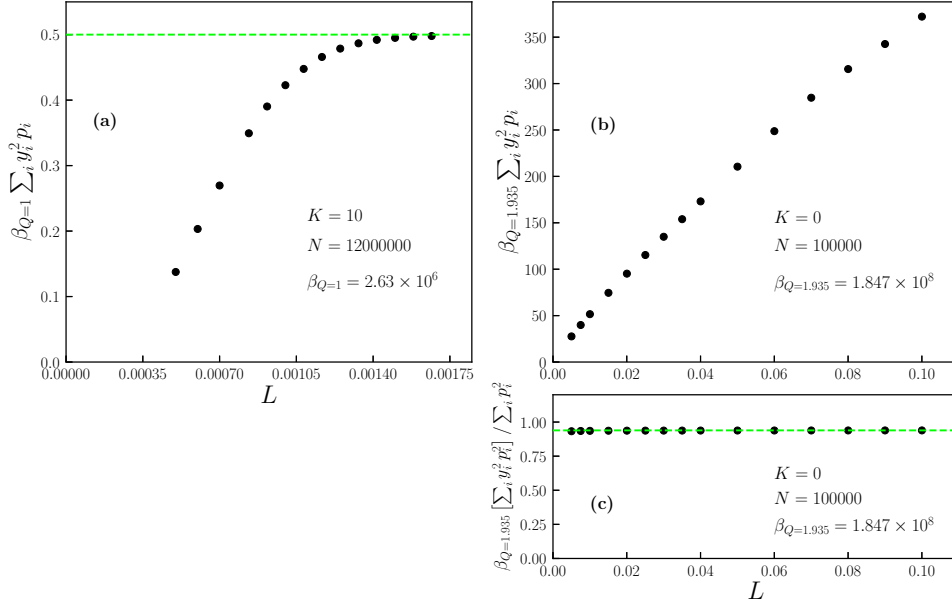 0.5
0.4
0.3
0.2
0.1
0.0
β_{Q=1} ∑_i y_i^2 p_i
(a)
K = 10
N = 12000000
β_{Q=1} = 2.63 × 10^6
0.00000 0.00035 0.00070 0.00105 0.00140 0.00175
L
350
300
250
200
150
100
50
0
β_{Q=1.935} ∑_i y_i^2 p_i
(b)
K = 0
N = 100000
β_{Q=1.935} = 1.847 × 10^8
0.00 0.02 0.04 0.06 0.08 0.10
1.00
0.75
0.50
0.25
0.00
β_{Q=1.935} [∑_i y_i^2 p_i^2] / ∑_i p_i^2
(c)
K = 0
N = 100000
β_{Q=1.935} = 1.847 × 10^8
0.00 0.02 0.04 0.06 0.08 0.10
L